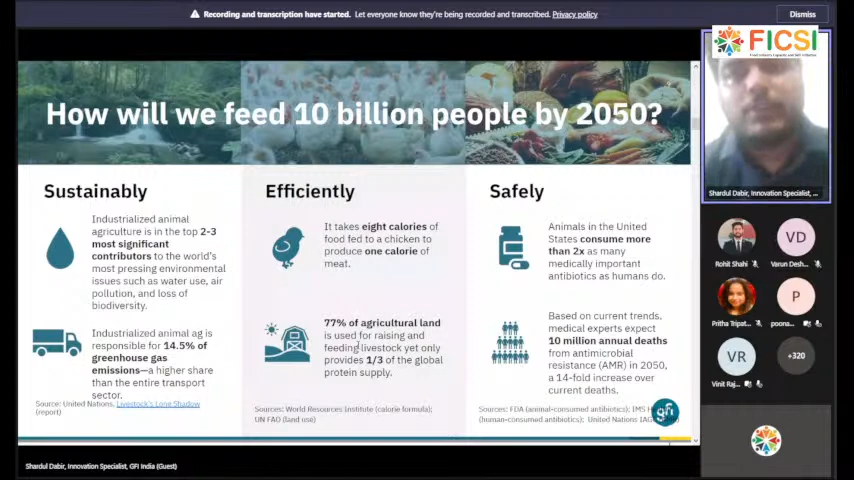 Recording and transcription have started. Let everyone know they're being recorded and transcribed. Privacy policy
Dismiss
FICSI
How will we feed 10 billion people by 2050?
Sustainably
Industrialized animal
agriculture is in the top 2-3
most significant
contributors to the world's
most pressing environmental
issues such as water use, air
pollution, and loss of
biodiversity.
Industrialized animal ag is
responsible for 14.5% of
greenhouse gas
emissions—a higher share
than the entire transport
sector.
Source: United Nations, Livestock's Long Shadow
(report)
Efficiently
It takes eight calories of
food fed to a chicken to
produce one calorie of
meat.
77% of agricultural land
is used for raising and
feeding livestock yet only
provides 1/3 of the global
protein supply.
Sources: World Resources Institute (calorie formula);
UN FAO (land use)
Safely
Animals in the United
States consume more
than 2x as many
medically important
antibiotics as humans do.
Based on current trends,
medical experts expect
10 million annual deaths
from antimicrobial
resistance (AMR) in 2050,
a 14-fold increase over
current deaths.
Sources: FDA (animal-consumed antibiotics); IMS
(human-consumed antibiotics); United Nations
gfi
Shardul Dabir, Innovation Specialist, ...
Rohit Shahi
VD
Varun Desh...
Pritha Tripat...
P
poona...
VR
Vinit Raj...
+320
Shardul Dabir, Innovation Specialist, GFI India (Guest)